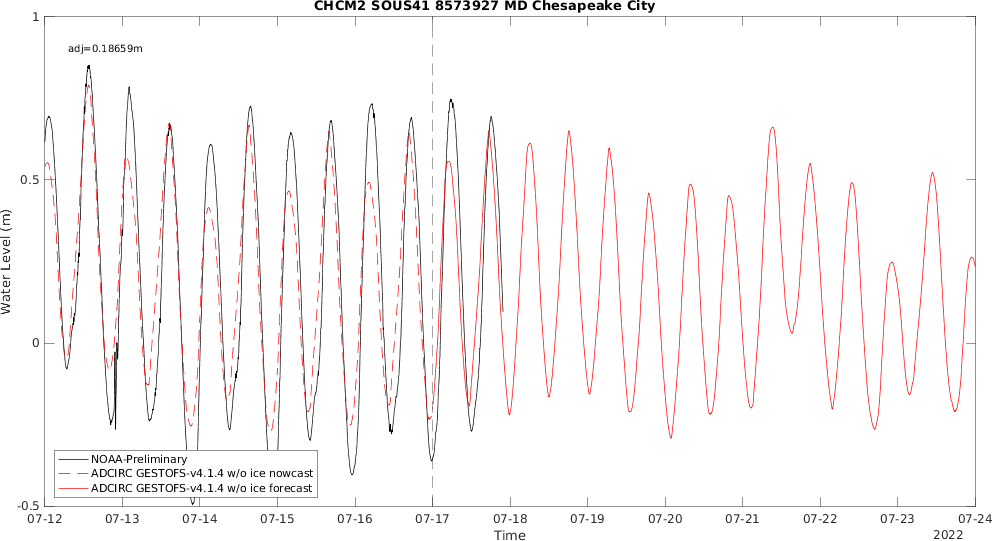 CHCM2 SOUS41 8573927 MD Chesapeake City
adj=0.18659m
1
0.5
0
-0.5
Water Level (m)
NOAA-Preliminary
ADCIRC GESTOFS-v4.1.4 w/o ice nowcast
ADCIRC GESTOFS-v4.1.4 w/o ice forecast
07-12 07-13 07-14 07-15 07-16 07-17 07-18 07-19 07-20 07-21 07-22 07-23 07-24
Time
2022